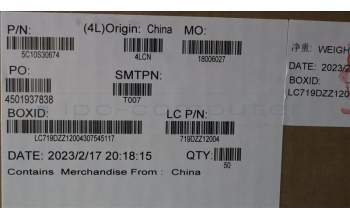 P/N: (4L)Origin: China MO:
5C10S30674 4LCN 18006027
净重: WEIGH
PO: SMTPN:
DATE: 2023/2
4501937838 T007
BOXID:
BOXID: LC P/N:
LC719DZZ1200
LC719DZZ12004307545117 719DZZ12004
DATE: 2023/2/17 20:18:15 QTY:
50
Contains Merchandise From : China